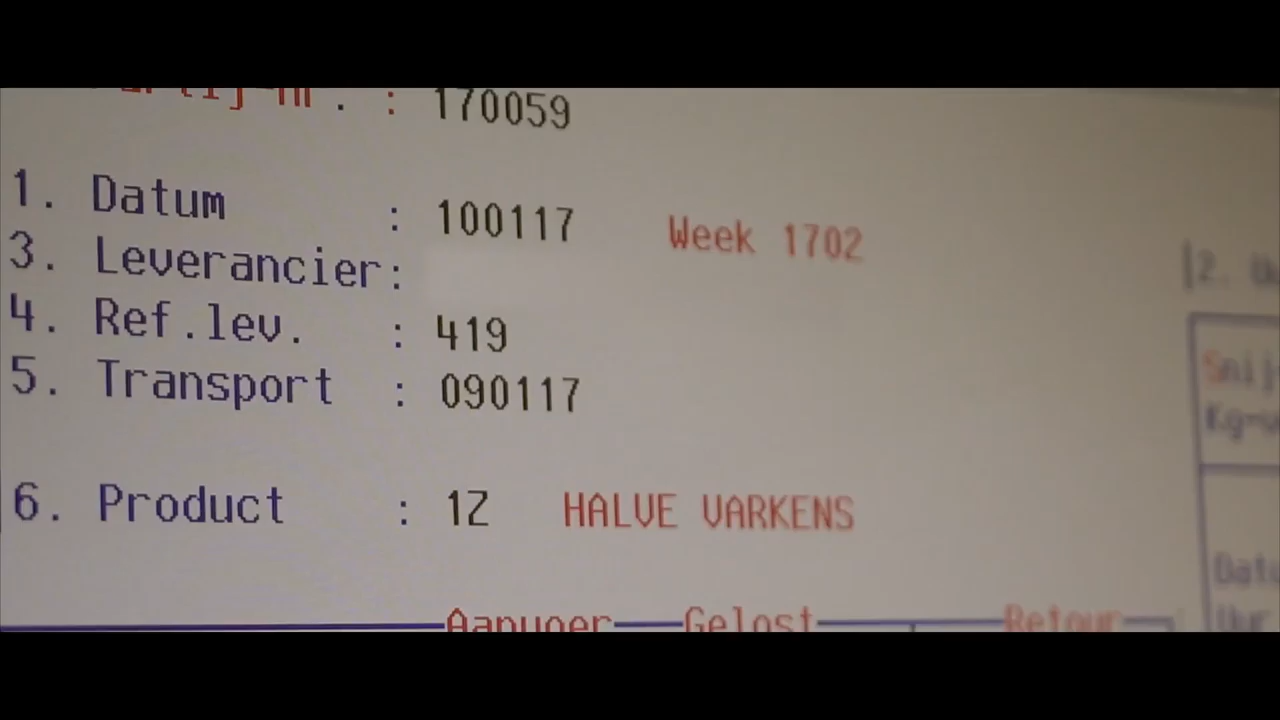 170059
1. Datum : 100117 Week 1702
3. Leverancier:
4. Ref.lev. : 419
5. Transport : 090117
6. Product : 1Z HALVE VARKENS
Aanvoer Gelost Retour